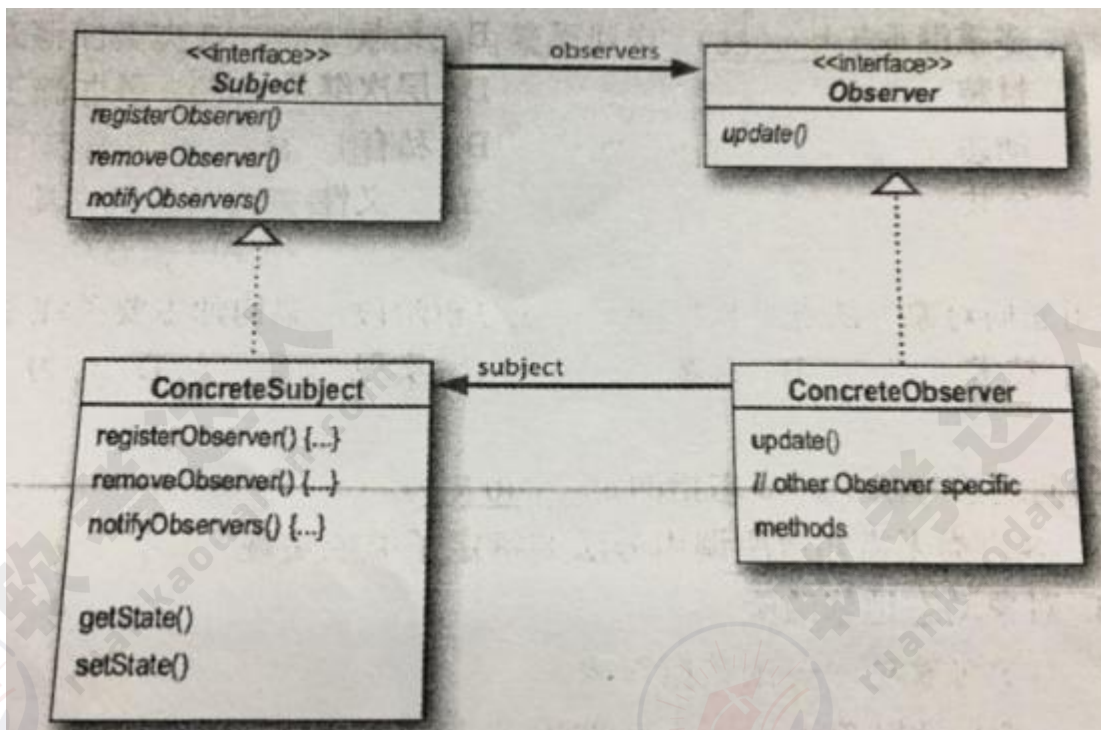 <<interface>>
Subject
registerObserver()
removeObserver()
notifyObservers()
observers
<<interface>>
Observer
update()
ConcreteSubject
registerObserver() {...}
removeObserver() {...}
notifyObservers() {...}
getState()
setState()
subject
ConcreteObserver
update()
// other Observer specific
methods